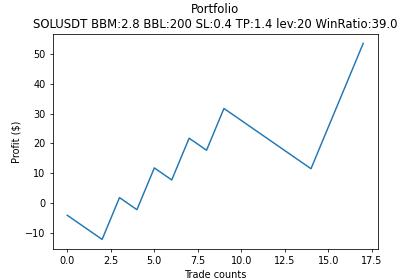 Portfolio
SOLUSDT BBM:2.8 BBL:200 SL:0.4 TP:1.4 lev:20 WinRatio:39.0
50
40
30
20
10
0
−10
Profit ($)
0.0 2.5 5.0 7.5 10.0 12.5 15.0 17.5
Trade counts